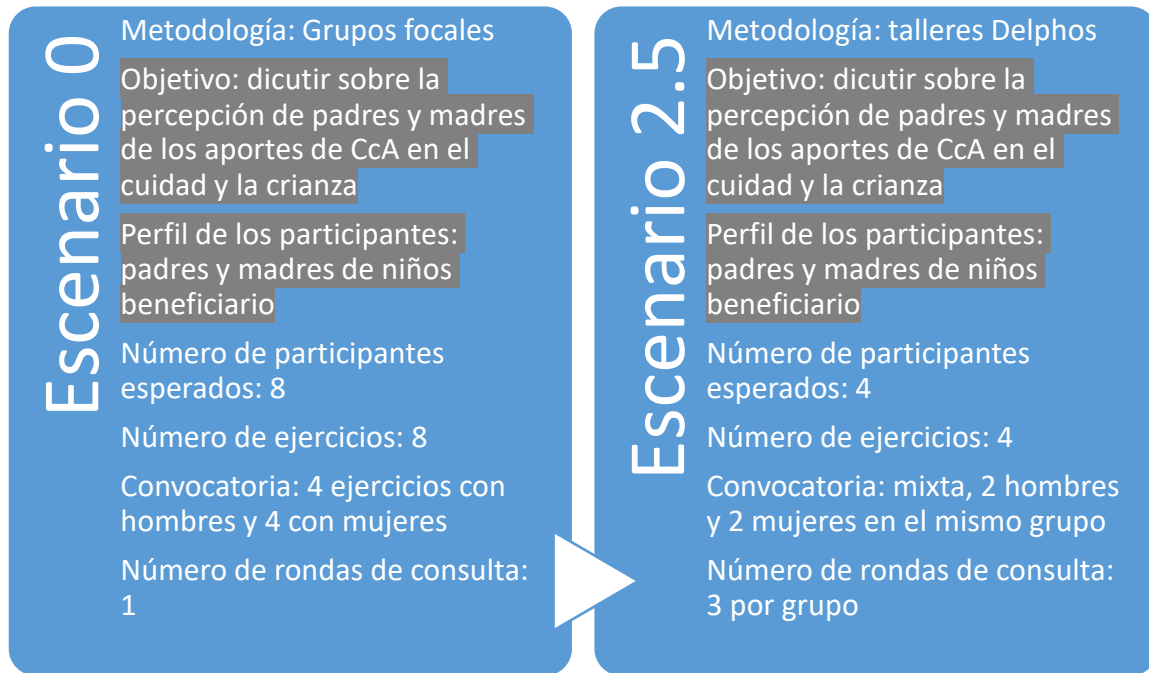 Escenario 0
Metodología: Grupos focales
Objetivo: dicutir sobre la
percepción de padres y madres
de los aportes de CcA en el
cuidad y la crianza
Perfil de los participantes:
padres y madres de niños
beneficiario
Número de participantes
esperados: 8
Número de ejercicios: 8
Convocatoria: 4 ejercicios con
hombres y 4 con mujeres
Número de rondas de consulta:
1
Escenario 2.5
Metodología: talleres Delphos
Objetivo: dicutir sobre la
percepción de padres y madres
de los aportes de CcA en el
cuidad y la crianza
Perfil de los participantes:
padres y madres de niños
beneficiario
Número de participantes
esperados: 4
Número de ejercicios: 4
Convocatoria: mixta, 2 hombres
y 2 mujeres en el mismo grupo
Número de rondas de consulta:
3 por grupo